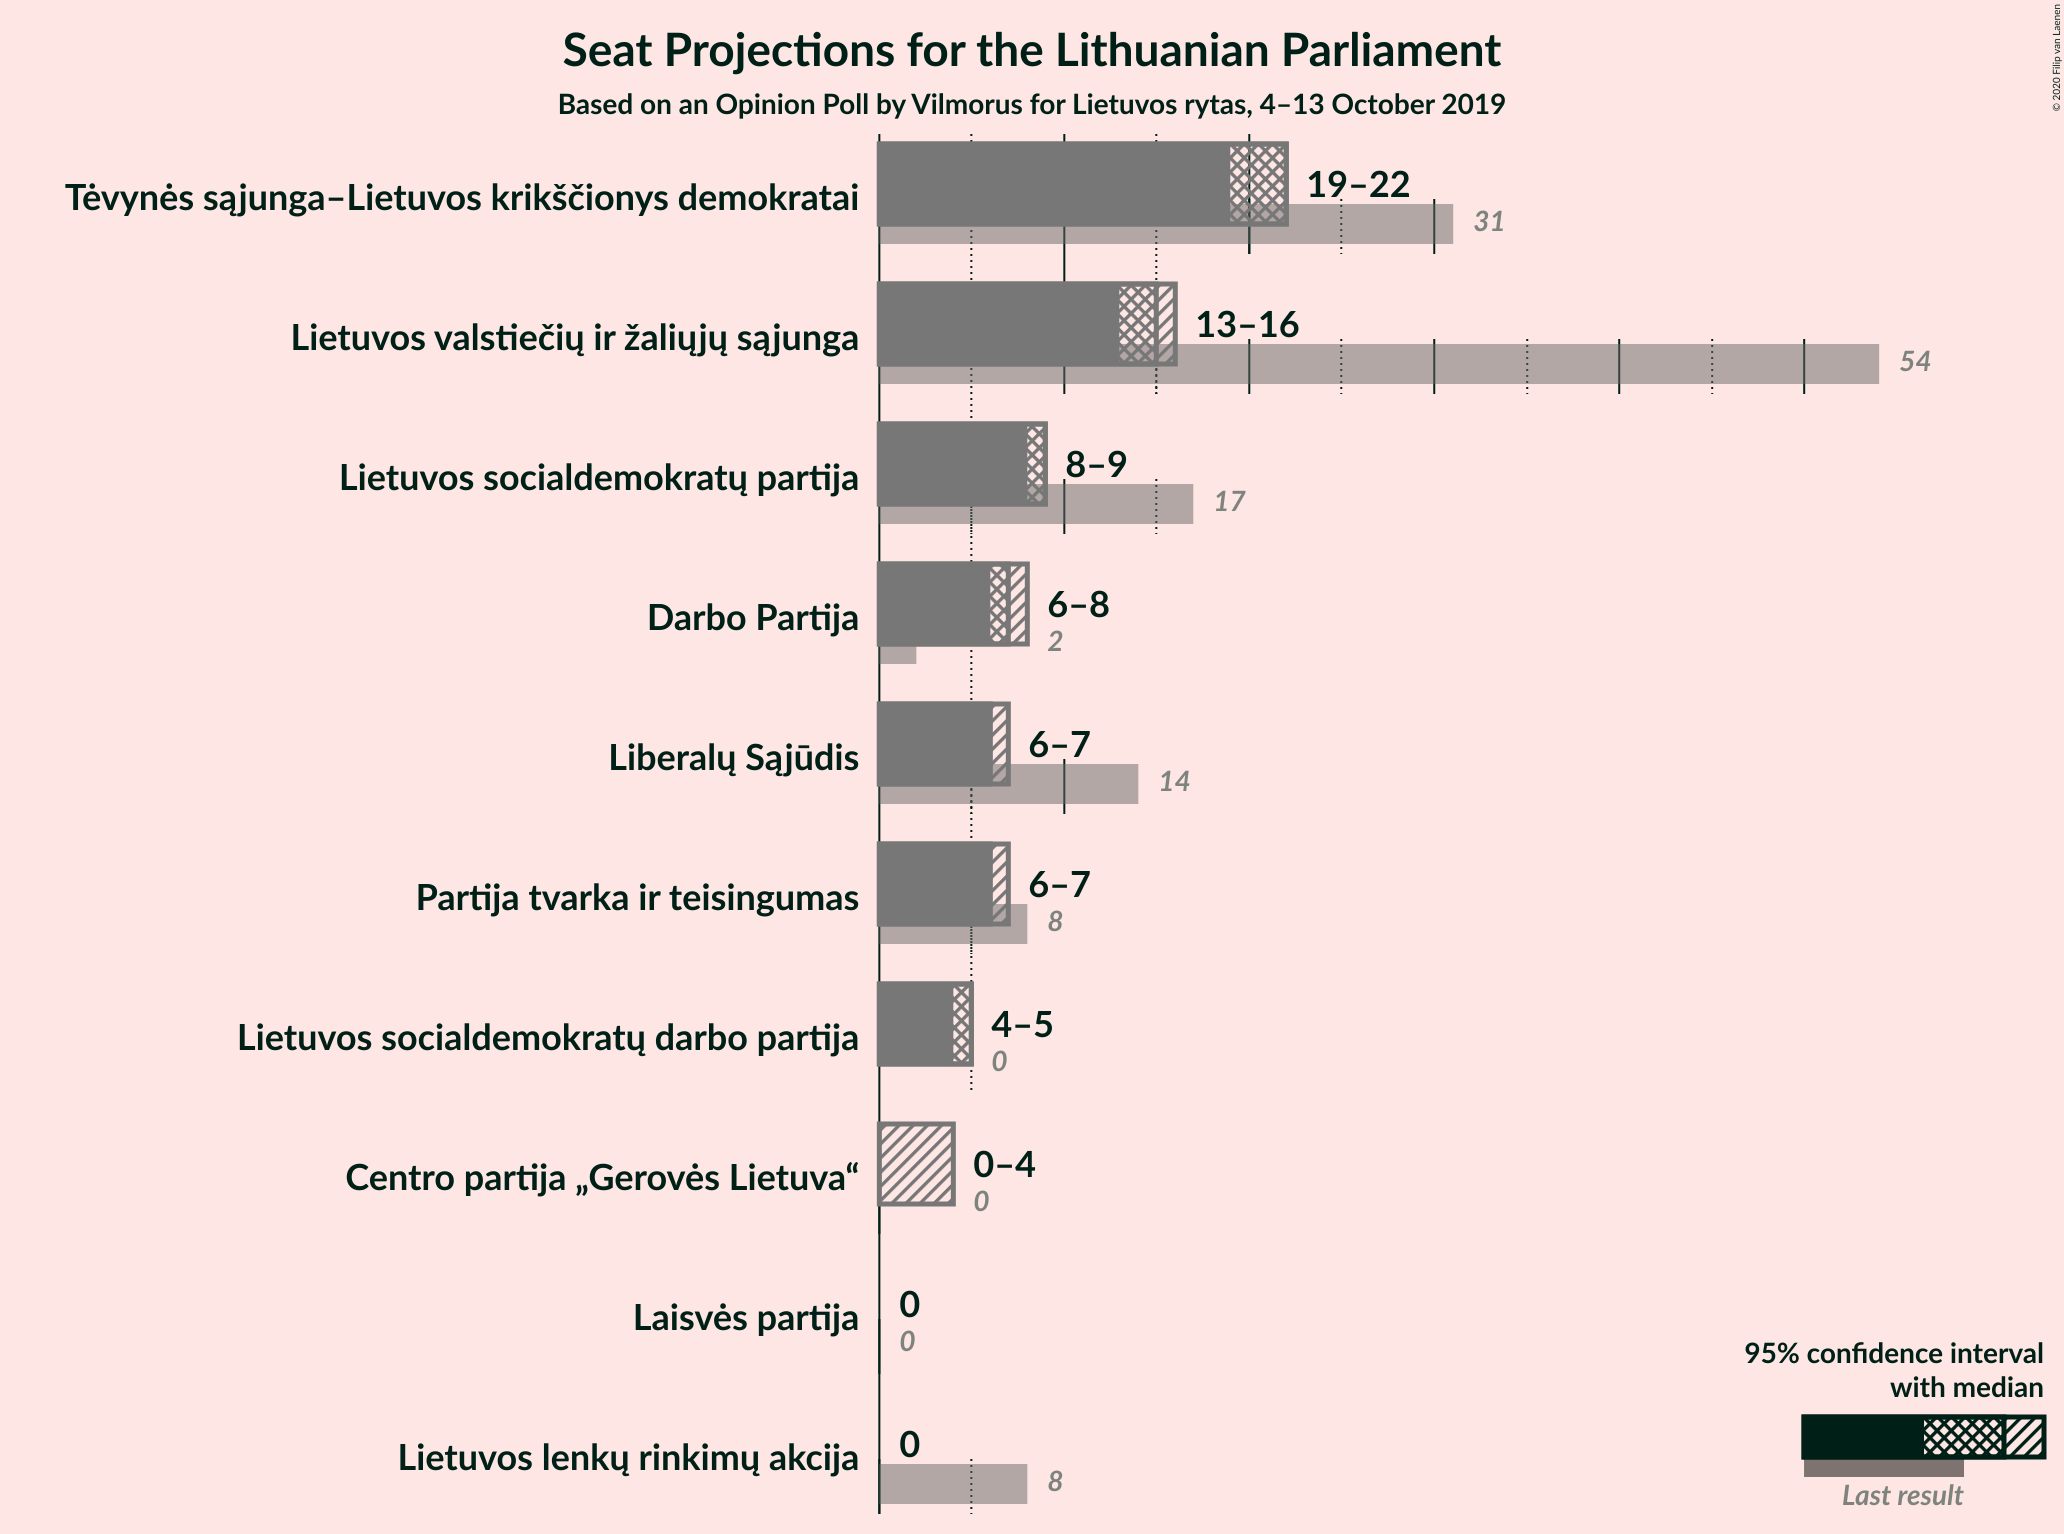 Seat Projections for the Lithuanian Parliament
Based on an Opinion Poll by Vilmorus for Lietuvos rytas, 4–13 October 2019
© 2020 Filip van Laenen
Tėvynės sąjunga–Lietuvos krikščionys demokratai
19–22
31
Lietuvos valstiečių ir žaliųjų sąjunga
13–16
54
Lietuvos socialdemokratų partija
8–9
17
Darbo Partija
6–8
2
Liberalų Sąjūdis
6–7
14
Partija tvarka ir teisingumas
6–7
8
Lietuvos socialdemokratų darbo partija
4–5
0
Centro partija „Gerovės Lietuva“
0–4
0
Laisvės partija
0
0
Lietuvos lenkų rinkimų akcija
0
8
95% confidence interval
with median
Last result